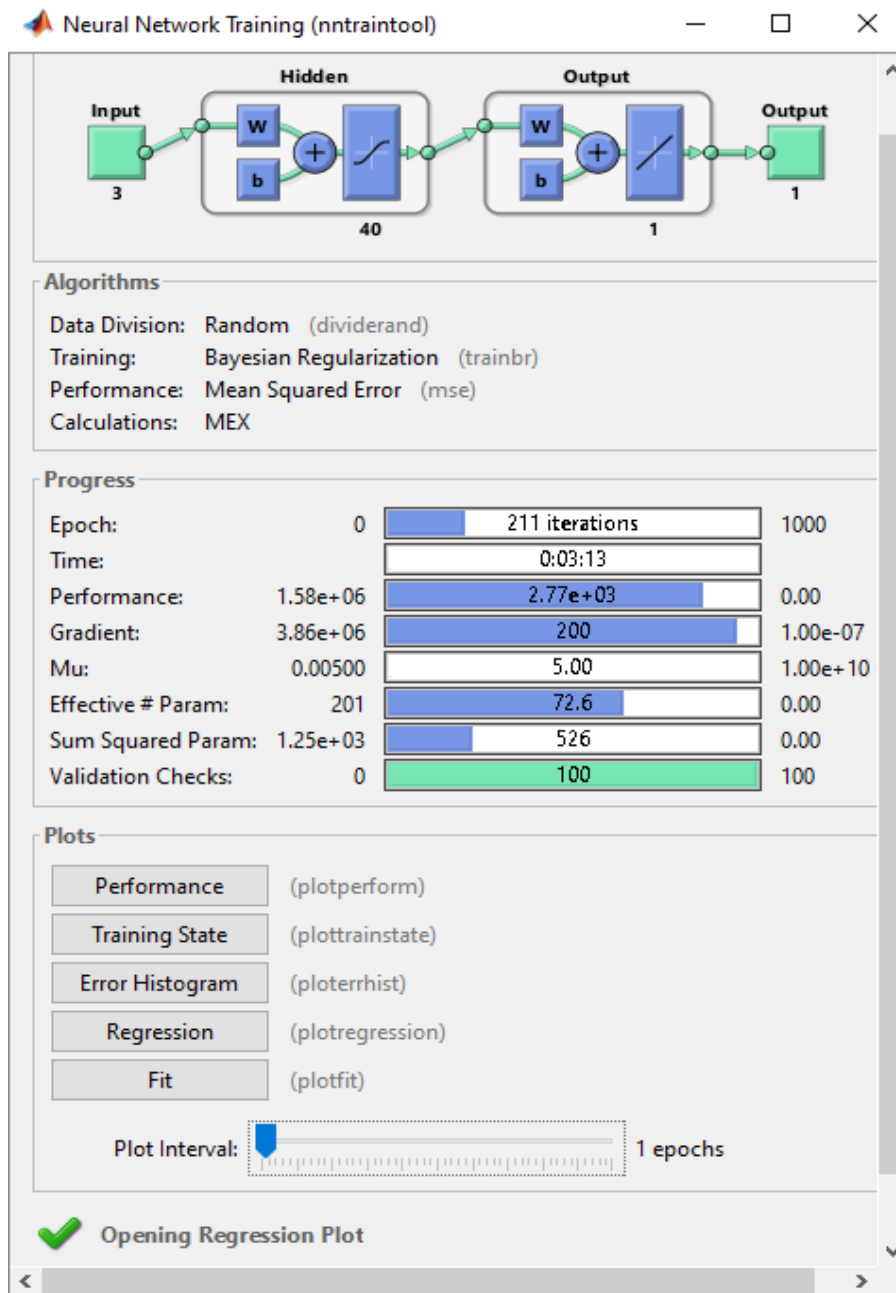 Neural Network Training (nntraintool)
Hidden
Output
Input
Output
W
W
b
b
3
1
40
1
Algorithms
Data Division: Random (dividerand)
Training: Bayesian Regularization (trainbr)
Performance: Mean Squared Error (mse)
Calculations: MEX
Progress
Epoch: 0 211 iterations 1000
Time: 0:03:13
Performance: 1.58e+06 2.77e+03 0.00
Gradient: 3.86e+06 200 1.00e-07
Mu: 0.00500 5.00 1.00e+10
Effective # Param: 201 72.6 0.00
Sum Squared Param: 1.25e+03 526 0.00
Validation Checks: 0 100 100
Plots
Performance (plotperform)
Training State (plottrainstate)
Error Histogram (ploterrhist)
Regression (plotregression)
Fit (plotfit)
Plot Interval: 1 epochs
Opening Regression Plot